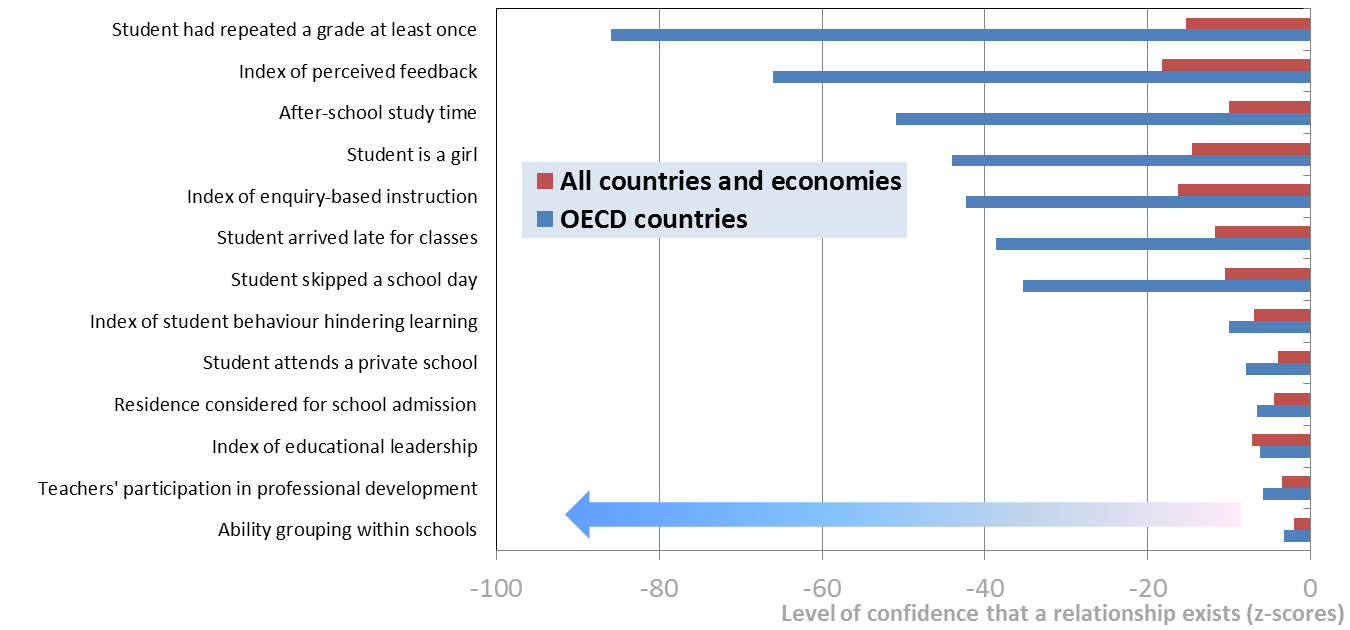 Student had repeated a grade at least once
Index of perceived feedback
After-school study time
Student is a girl
Index of enquiry-based instruction
Student arrived late for classes
Student skipped a school day
Index of student behaviour hindering learning
Student attends a private school
Residence considered for school admission
Index of educational leadership
Teachers' participation in professional development
Ability grouping within schools
All countries and economies
OECD countries
-100 -80 -60 -40 -20 0
Level of confidence that a relationship exists (z-scores)